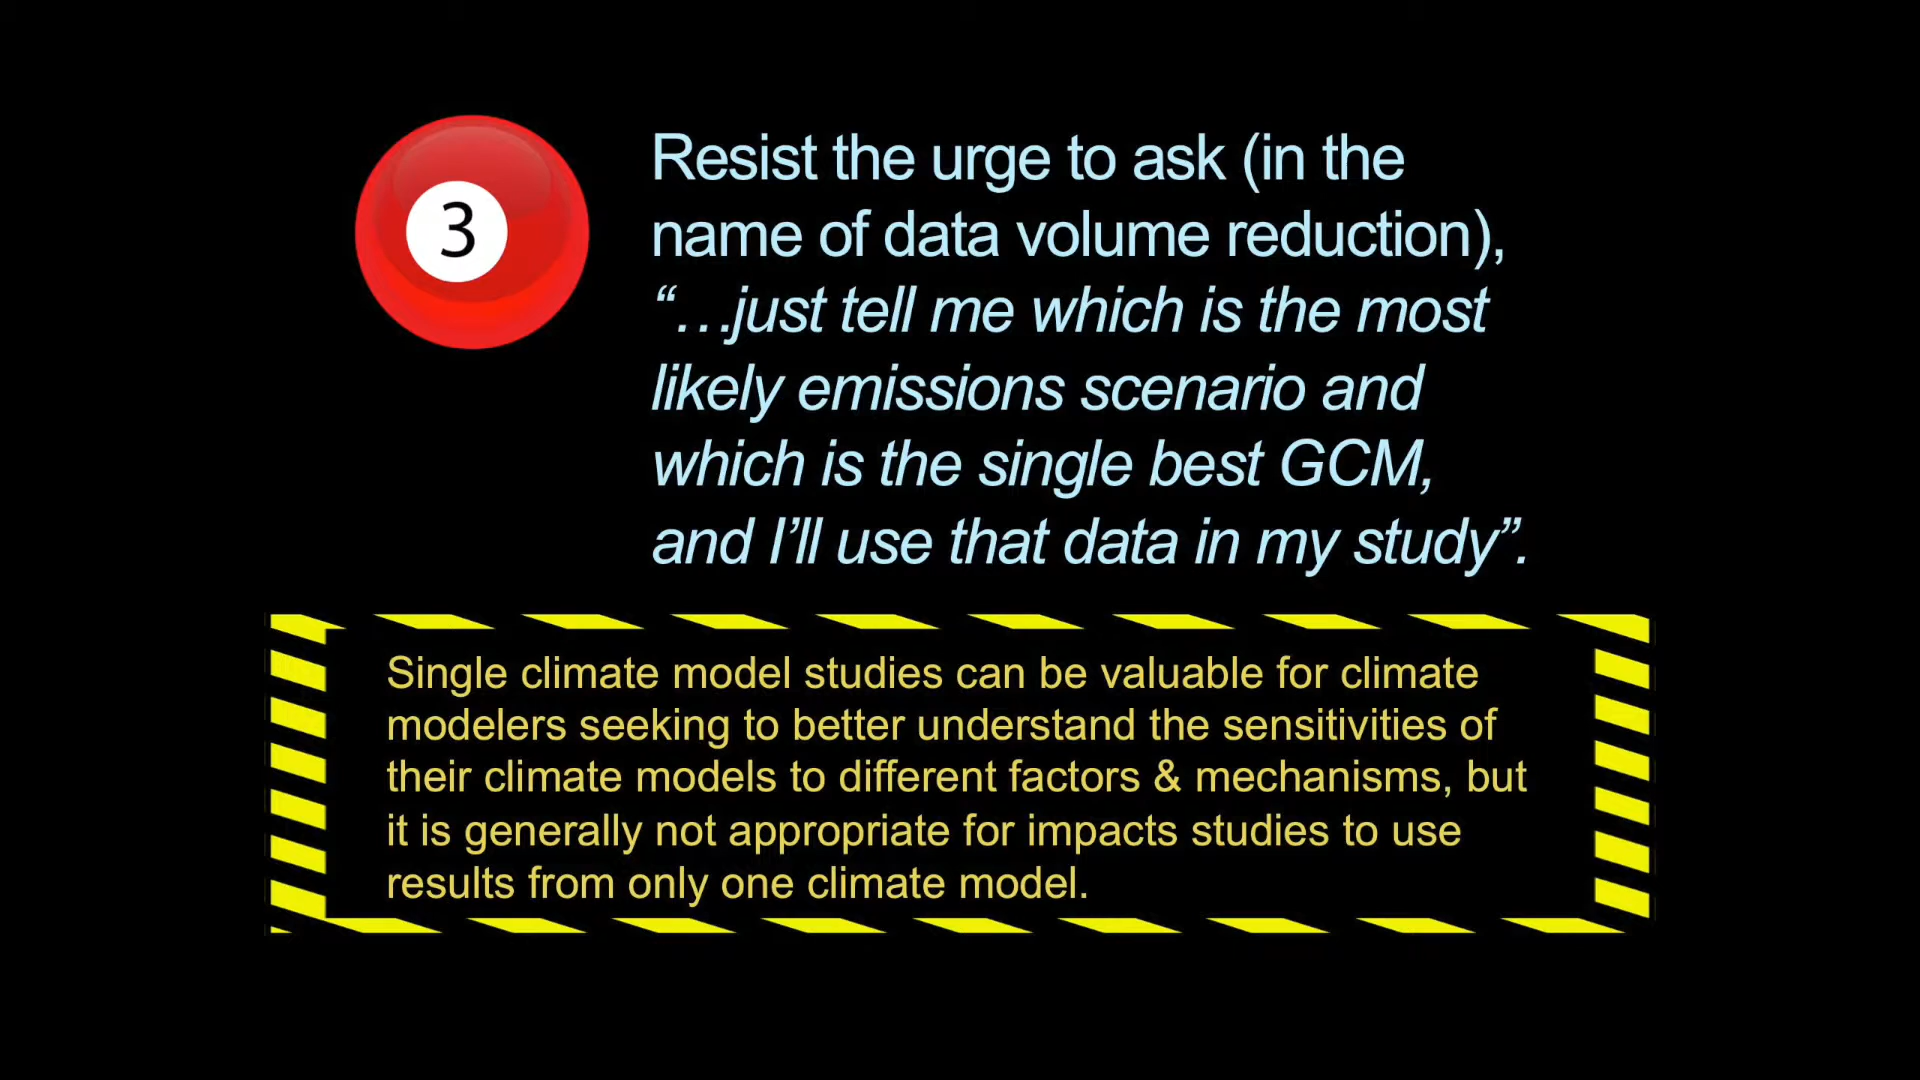 3
Resist the urge to ask (in the
name of data volume reduction),
“…just tell me which is the most
likely emissions scenario and
which is the single best GCM,
and I’ll use that data in my study”.
Single climate model studies can be valuable for climate
modelers seeking to better understand the sensitivities of
their climate models to different factors & mechanisms, but
it is generally not appropriate for impacts studies to use
results from only one climate model.